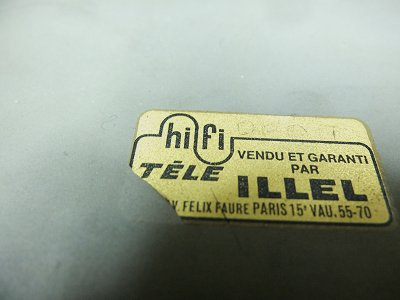 hifi
TÉLÉ
VENDU ET GARANTI
PAR
ILLEL
V. FELIX FAURE PARIS 15e VAU. 55-70